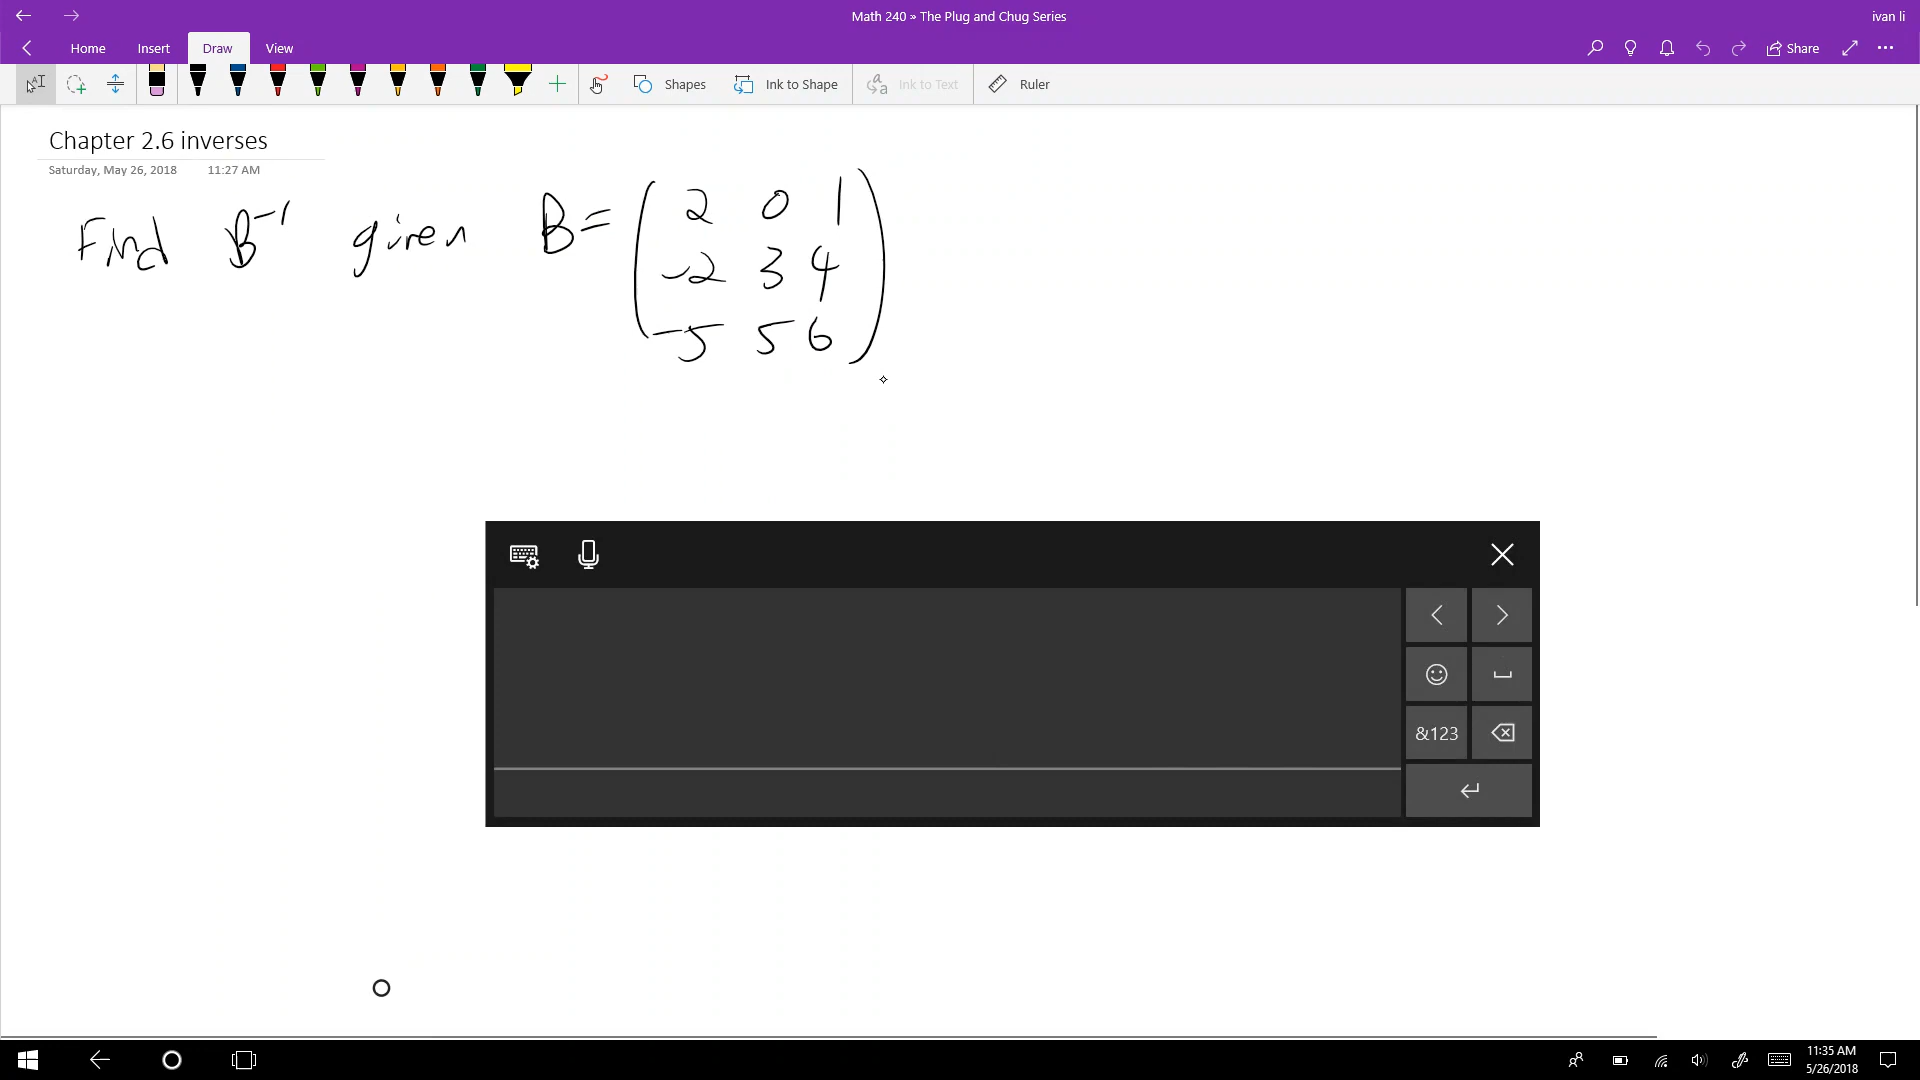 Math 240 » The Plug and Chug Series
ivan li
Home Insert Draw View
Share
Shapes Ink to Shape Ink to Text Ruler
Chapter 2.6 inverses
Saturday, May 26, 2018 11:27 AM
Find B⁻¹ given B = ( 2 0 1
-2 3 4
-5 5 6 )
&123
11:35 AM
5/26/2018